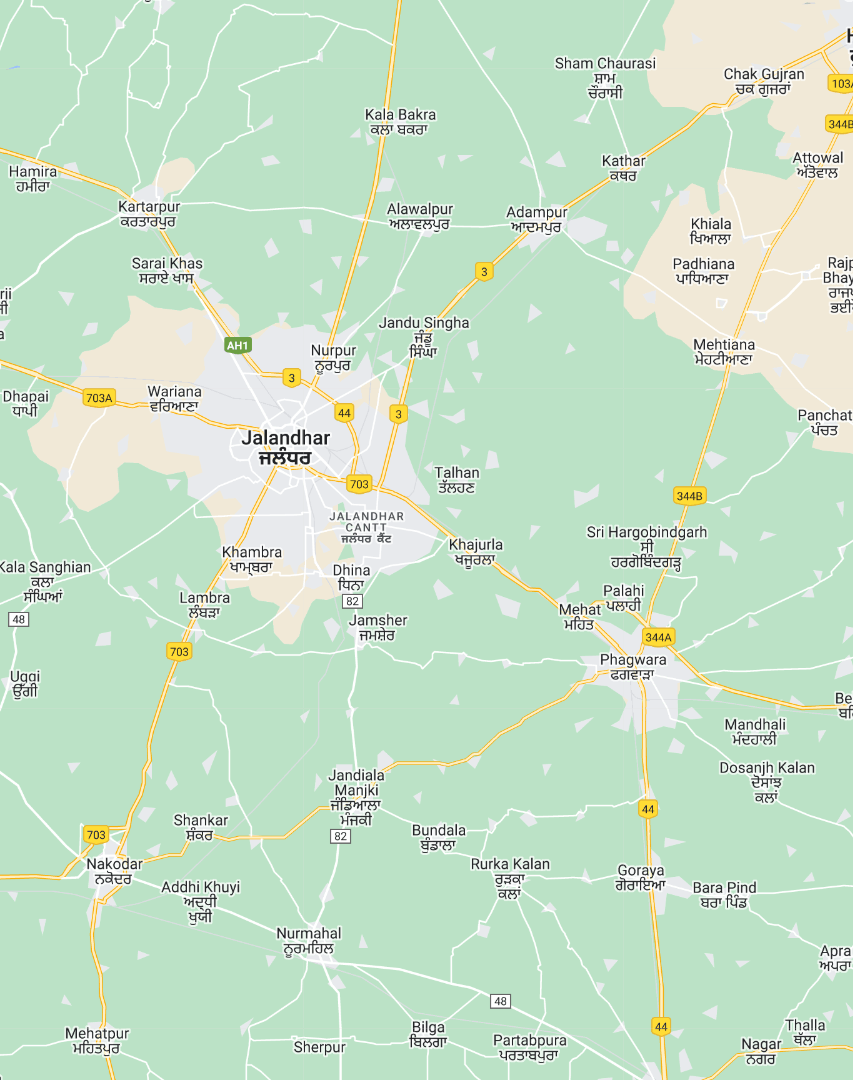 Sham Chaurasi
ਸ਼ਾਮ
ਚੌਰਾਸੀ
Chak Gujran
ਚਕ ਗੁਜਰਾਂ
103A
344B
Kala Bakra
ਕਲਾ ਬਕਰਾ
Kathar
ਕਥਰ
Attowal
ਅੱਤੋਵਾਲ
Hamira
ਹਮੀਰਾ
Kartarpur
ਕਰਤਾਰਪੁਰ
Alawalpur
ਅਲਾਵਲਪੁਰ
Adampur
ਆਦਮਪੁਰ
Khiala
ਖਿਆਲਾ
Sarai Khas
ਸਰਾਏ ਖਾਸ
3
Padhiana
ਪਾਧਿਆਣਾ
Jandu Singha
ਜੰਡੂ
ਸਿੰਘਾ
AH1
Nurpur
ਨੂਰਪੁਰ
Mehtiana
ਮੇਹਟੀਆਣਾ
3
Dhapai
ਧਾਪੀ
703A
Wariana
ਵਰਿਆਣਾ
44
3
Panchat
ਪੰਚਤ
Jalandhar
ਜਲੰਧਰ
703
Talhan
ਤੱਲਹਣ
344B
JALANDHAR
CANTT
ਜਲੰਧਰ ਕੈਂਟ
Sri Hargobindgarh
ਸੀ
ਹਰਗੋਬਿੰਦਗੜ੍ਹ
Khajurla
ਖਜੂਰਲਾ
Khambra
ਖਾਮ੍ਬਰਾ
Kala Sanghian
ਕਲਾ
ਸੰਘਿਆਂ
Dhina
ਧਿਨਾ
82
Lambra
ਲੰਬੜਾ
Palahi
ਪਲਾਹੀ
Mehat
ਮਹਿਤ
48
Jamsher
ਜਮਸ਼ੇਰ
344A
703
Phagwara
ਫਗਵਾੜਾ
Uggi
ਉੱਗੀ
Mandhali
ਮੰਦਹਾਲੀ
Dosanjh Kalan
ਦੋਸਾਂਝ
ਕਲਾਂ
Jandiala
Manjki
ਜੰਡਿਆਲਾ
ਮੰਜਕੀ
44
Shankar
ਸ਼ੰਕਰ
703
82
Bundala
ਬੁੰਡਾਲਾ
Nakodar
ਨਕੋਦਰ
Rurka Kalan
ਰੁੜਕਾ
ਕਲਾਂ
Goraya
ਗੋਰਾਇਆ
Addhi Khuyi
ਅਦ੍ਧੀ
ਖੁਯੀ
Bara Pind
ਬਰਾ ਪਿੰਡ
Nurmahal
ਨੂਰਮਹਿਲ
Apra
ਅਪਰਾ
48
44
Mehatpur
ਮਹਿਤਪੁਰ
Bilga
ਬਿਲਗਾ
Thalla
ਥੱਲਾ
Sherpur
Partabpura
ਪਰਤਾਬਪੁਰਾ
Nagar
ਨਗਰ